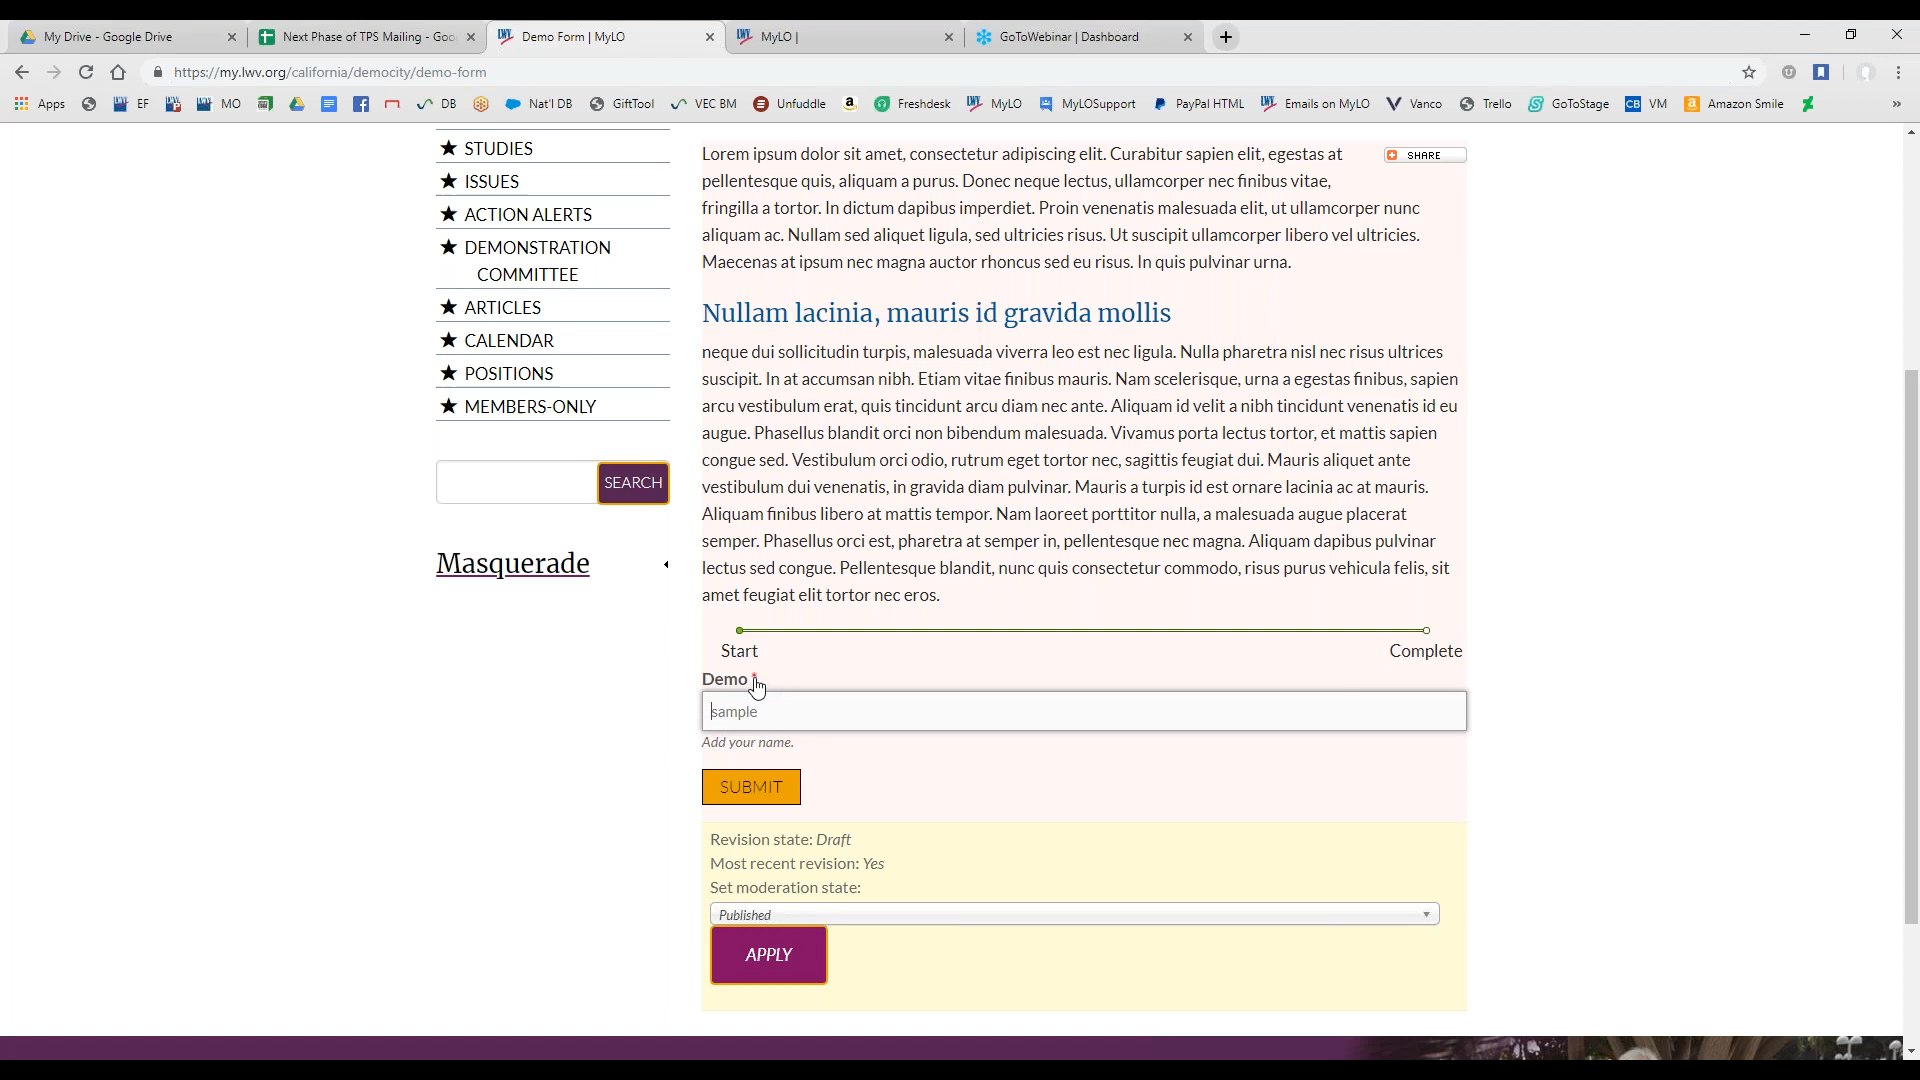 My Drive - Google Drive
Next Phase of TPS Mailing - Goo
Demo Form | MyLO
MyLO |
GoToWebinar | Dashboard
https://my.lwv.org/california/democity/demo-form
Apps
EF
MO
DB
Nat'l DB
GiftTool
VEC BM
Unfuddle
Freshdesk
MyLO
MyLOSupport
PayPal HTML
Emails on MyLO
Vanco
Trello
GoToStage
CB VM
Amazon Smile
»
STUDIES
ISSUES
ACTION ALERTS
DEMONSTRATION
COMMITTEE
ARTICLES
CALENDAR
POSITIONS
MEMBERS-ONLY
SEARCH
Masquerade
SHARE
Lorem ipsum dolor sit amet, consectetur adipiscing elit. Curabitur sapien elit, egestas at
pellentesque quis, aliquam a purus. Donec neque lectus, ullamcorper nec finibus vitae,
fringilla a tortor. In dictum dapibus imperdiet. Proin venenatis malesuada elit, ut ullamcorper nunc
aliquam ac. Nullam sed aliquet ligula, sed ultricies risus. Ut suscipit ullamcorper libero vel ultricies.
Maecenas at ipsum nec magna auctor rhoncus sed eu risus. In quis pulvinar urna.
Nullam lacinia, mauris id gravida mollis
neque dui sollicitudin turpis, malesuada viverra leo est nec ligula. Nulla pharetra nisl nec risus ultrices
suscipit. In at accumsan nibh. Etiam vitae finibus mauris. Nam scelerisque, urna a egestas finibus, sapien
arcu vestibulum erat, quis tincidunt arcu diam nec ante. Aliquam id velit a nibh tincidunt venenatis id eu
augue. Phasellus blandit orci non bibendum malesuada. Vivamus porta lectus tortor, et mattis sapien
congue sed. Vestibulum orci odio, rutrum eget tortor nec, sagittis feugiat dui. Mauris aliquet ante
vestibulum dui venenatis, in gravida diam pulvinar. Mauris a turpis id est ornare lacinia ac at mauris.
Aliquam finibus libero at mattis tempor. Nam laoreet porttitor nulla, a malesuada augue placerat
semper. Phasellus orci est, pharetra at semper in, pellentesque nec magna. Aliquam dapibus pulvinar
lectus sed congue. Pellentesque blandit, nunc quis consectetur commodo, risus purus vehicula felis, sit
amet feugiat elit tortor nec eros.
Start
Complete
Demo *
sample
Add your name.
SUBMIT
Revision state: Draft
Most recent revision: Yes
Set moderation state:
Published
APPLY